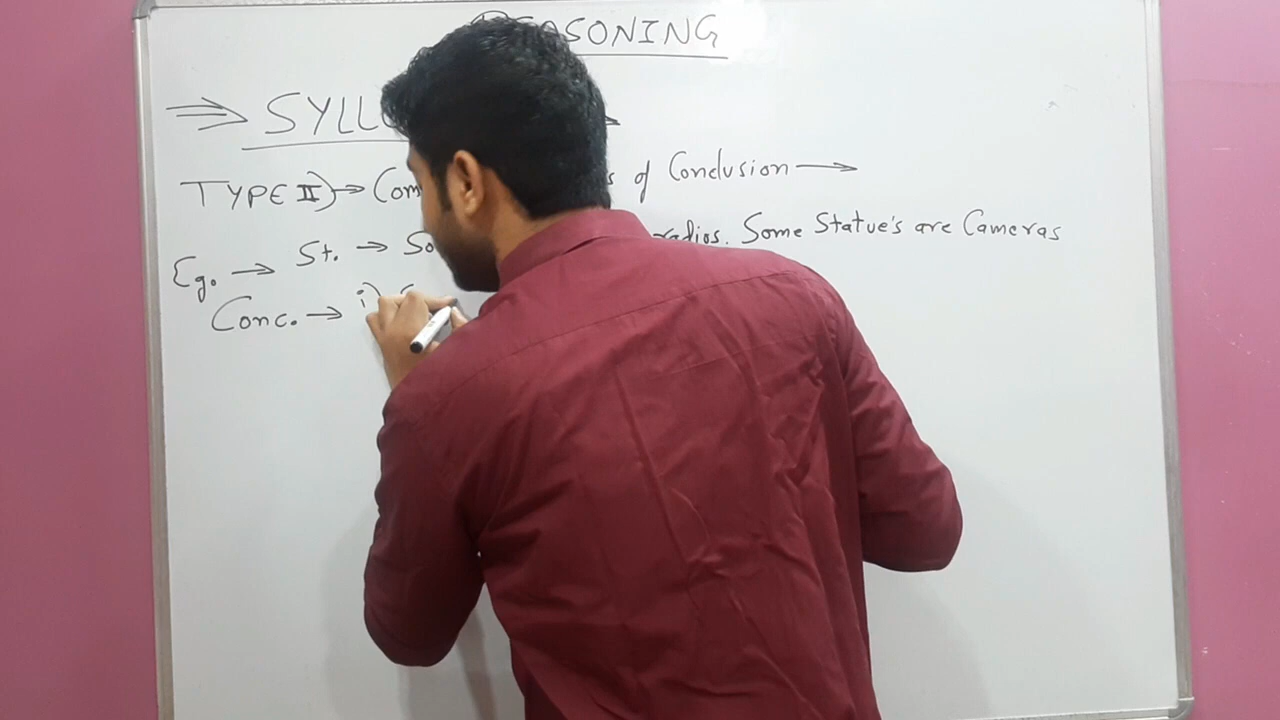 REASONING
⇒ SYLL
TYPE II) → Com of Conclusion →
Eg. → St. → So radios. Some Statue's are Cameras
Conc. → i)